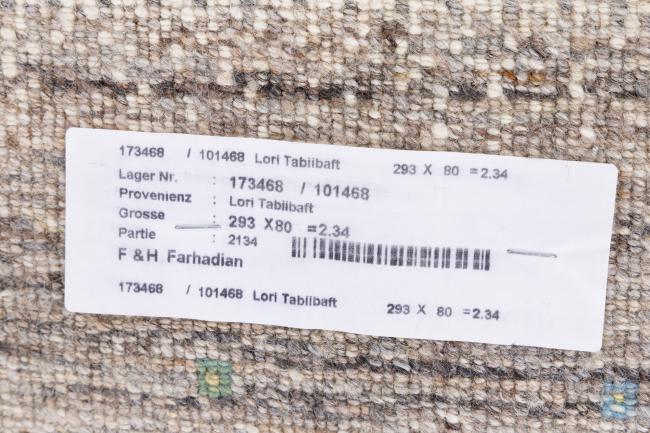 173468 / 101468 Lori Tabiibaft 293 X 80 =2.34
Lager Nr. : 173468 / 101468
Provenienz : Lori Tabiibaft
Grosse : 293 X80 =2.34
Partie : 2134
F &H Farhadian
173468 / 101468 Lori Tabiibaft 293 X 80 =2.34